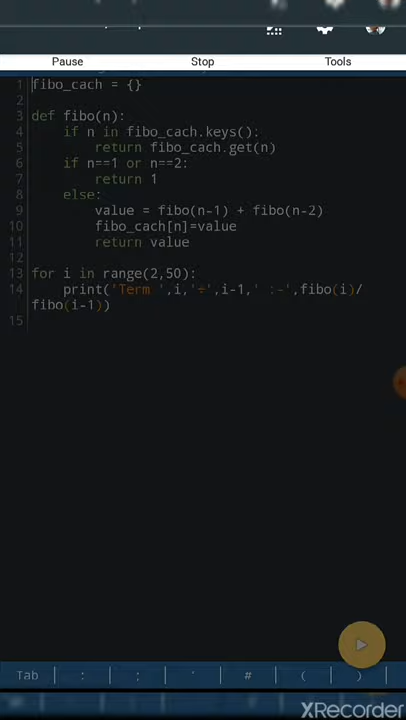 Pause Stop Tools
1 fibo_cach = {}
2
3 def fibo(n):
4 if n in fibo_cach.keys():
5 return fibo_cach.get(n)
6 if n==1 or n==2:
7 return 1
8 else:
9 value = fibo(n-1) + fibo(n-2)
10 fibo_cach[n]=value
11 return value
12
13 for i in range(2,50):
14 print('Term ',i,'÷',i-1,' :-',fibo(i)/
fibo(i-1))
15
Tab : ; ' # ( )
XRecorder